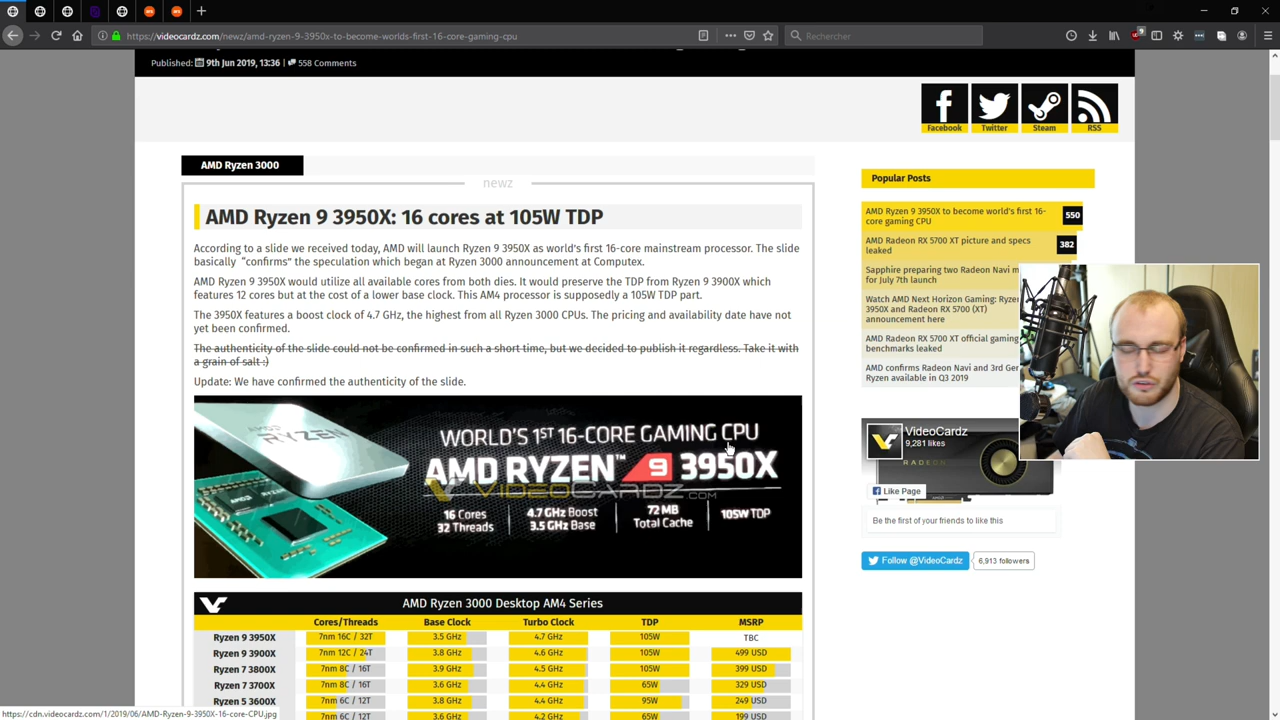 https://videocardz.com/newz/amd-ryzen-9-3950x-to-become-worlds-first-16-core-gaming-cpu
Rechercher
9
Published: 9th Jun 2019, 13:36 | 558 Comments
Facebook
Twitter
Steam
RSS
AMD Ryzen 3000
newz
AMD Ryzen 9 3950X: 16 cores at 105W TDP
According to a slide we received today, AMD will launch Ryzen 9 3950X as world's first 16-core mainstream processor. The slide
basically "confirms" the speculation which began at Ryzen 3000 announcement at Computex.
AMD Ryzen 9 3950X would utilize all available cores from both dies. It would preserve the TDP from Ryzen 9 3900X which
features 12 cores but at the cost of a lower base clock. This AM4 processor is supposedly a 105W TDP part.
The 3950X features a boost clock of 4.7 GHz, the highest from all Ryzen 3000 CPUs. The pricing and availability date have not
yet been confirmed.
The authenticity of the slide could not be confirmed in such a short time, but we decided to publish it regardless. Take it with
a grain of salt :)
Update: We have confirmed the authenticity of the slide.
AMD
RYZEN
AMD
WORLD'S 1ST 16-CORE GAMING CPU
AMD RYZEN™ 9 3950X
VIDEOCARDZ.COM
16 Cores
32 Threads
4.7 GHz Boost
3.5 GHz Base
72 MB
Total Cache
105W TDP
AMD Ryzen 3000 Desktop AM4 Series
Cores/Threads Base Clock Turbo Clock TDP MSRP
Ryzen 9 3950X 7nm 16C / 32T 3.5 GHz 4.7 GHz 105W TBC
Ryzen 9 3900X 7nm 12C / 24T 3.8 GHz 4.6 GHz 105W 499 USD
Ryzen 7 3800X 7nm 8C / 16T 3.9 GHz 4.5 GHz 105W 399 USD
Ryzen 7 3700X 7nm 8C / 16T 3.6 GHz 4.4 GHz 65W 329 USD
Ryzen 5 3600X 7nm 6C / 12T 3.8 GHz 4.4 GHz 95W 249 USD
7nm 6C / 12T 3.6 GHz 4.2 GHz 65W 199 USD
https://cdn.videocardz.com/1/2019/06/AMD-Ryzen-9-3950X-16-core-CPU.jpg
Popular Posts
AMD Ryzen 9 3950X to become world's first 16-
core gaming CPU
550
AMD Radeon RX 5700 XT picture and specs
leaked
382
Sapphire preparing two Radeon Navi m
for July 7th launch
Watch AMD Next Horizon Gaming: Ryze
3950X and Radeon RX 5700 (XT)
announcement here
AMD Radeon RX 5700 XT official gaming
benchmarks leaked
AMD confirms Radeon Navi and 3rd Ge
Ryzen available in Q3 2019
VideoCardz
9,281 likes
RADEON
Like Page
Be the first of your friends to like this
Follow @VideoCardz
6,913 followers